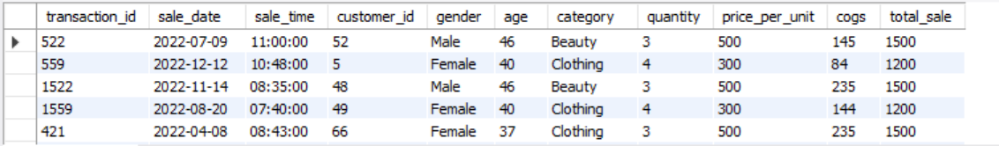 transaction_id sale_date sale_time customer_id gender age category quantity price_per_unit cogs total_sale
522 2022-07-09 11:00:00 52 Male 46 Beauty 3 500 145 1500
559 2022-12-12 10:48:00 5 Female 40 Clothing 4 300 84 1200
1522 2022-11-14 08:35:00 48 Male 46 Beauty 3 500 235 1500
1559 2022-08-20 07:40:00 49 Female 40 Clothing 4 300 144 1200
421 2022-04-08 08:43:00 66 Female 37 Clothing 3 500 235 1500